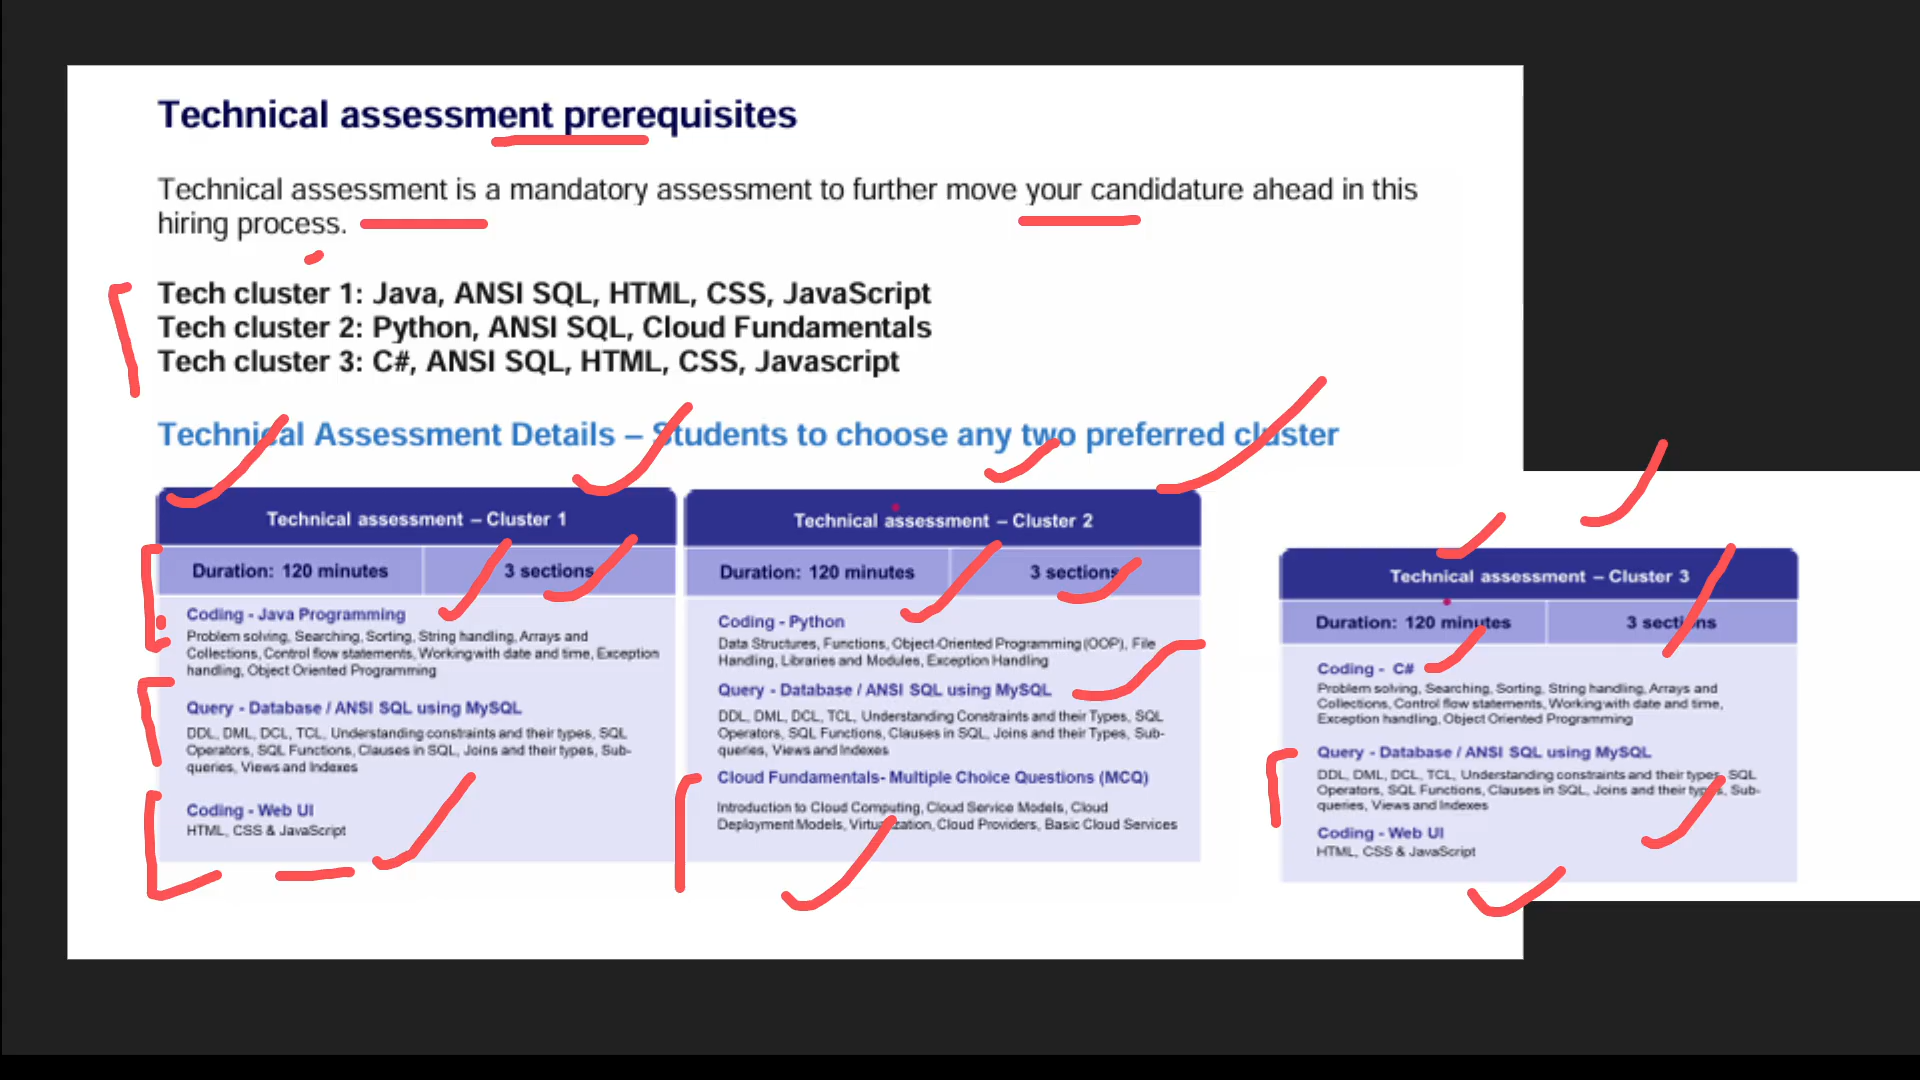 Technical assessment prerequisites
Technical assessment is a mandatory assessment to further move your candidature ahead in this
hiring process.
Tech cluster 1: Java, ANSI SQL, HTML, CSS, JavaScript
Tech cluster 2: Python, ANSI SQL, Cloud Fundamentals
Tech cluster 3: C#, ANSI SQL, HTML, CSS, Javascript
Technical Assessment Details – Students to choose any two preferred cluster
Technical assessment – Cluster 1
Duration: 120 minutes
3 sections
Coding - Java Programming
Problem solving, Searching, Sorting, String handling, Arrays and
Collections, Control flow statements, Working with date and time, Exception
handling, Object Oriented Programming
Query - Database / ANSI SQL using MySQL
DDL, DML, DCL, TCL, Understanding constraints and their types, SQL
Operators, SQL Functions, Clauses in SQL, Joins and their types, Sub-
queries, Views and Indexes
Coding - Web UI
HTML, CSS & JavaScript
Technical assessment – Cluster 2
Duration: 120 minutes
3 sections
Coding - Python
Data Structures, Functions, Object-Oriented Programming (OOP), File
Handling, Libraries and Modules, Exception Handling
Query - Database / ANSI SQL using MySQL
DDL, DML, DCL, TCL, Understanding Constraints and their Types, SQL
Operators, SQL Functions, Clauses in SQL, Joins and their Types, Sub-
queries, Views and Indexes
Cloud Fundamentals- Multiple Choice Questions (MCQ)
Introduction to Cloud Computing, Cloud Service Models, Cloud
Deployment Models, Virtualization, Cloud Providers, Basic Cloud Services
Technical assessment – Cluster 3
Duration: 120 minutes
3 sections
Coding - C#
Problem solving, Searching, Sorting, String handling, Arrays and
Collections, Control flow statements, Working with date and time,
Exception handling, Object Oriented Programming
Query - Database / ANSI SQL using MySQL
DDL, DML, DCL, TCL, Understanding constraints and their types, SQL
Operators, SQL Functions, Clauses in SQL, Joins and their types, Sub-
queries, Views and Indexes
Coding - Web UI
HTML, CSS & JavaScript